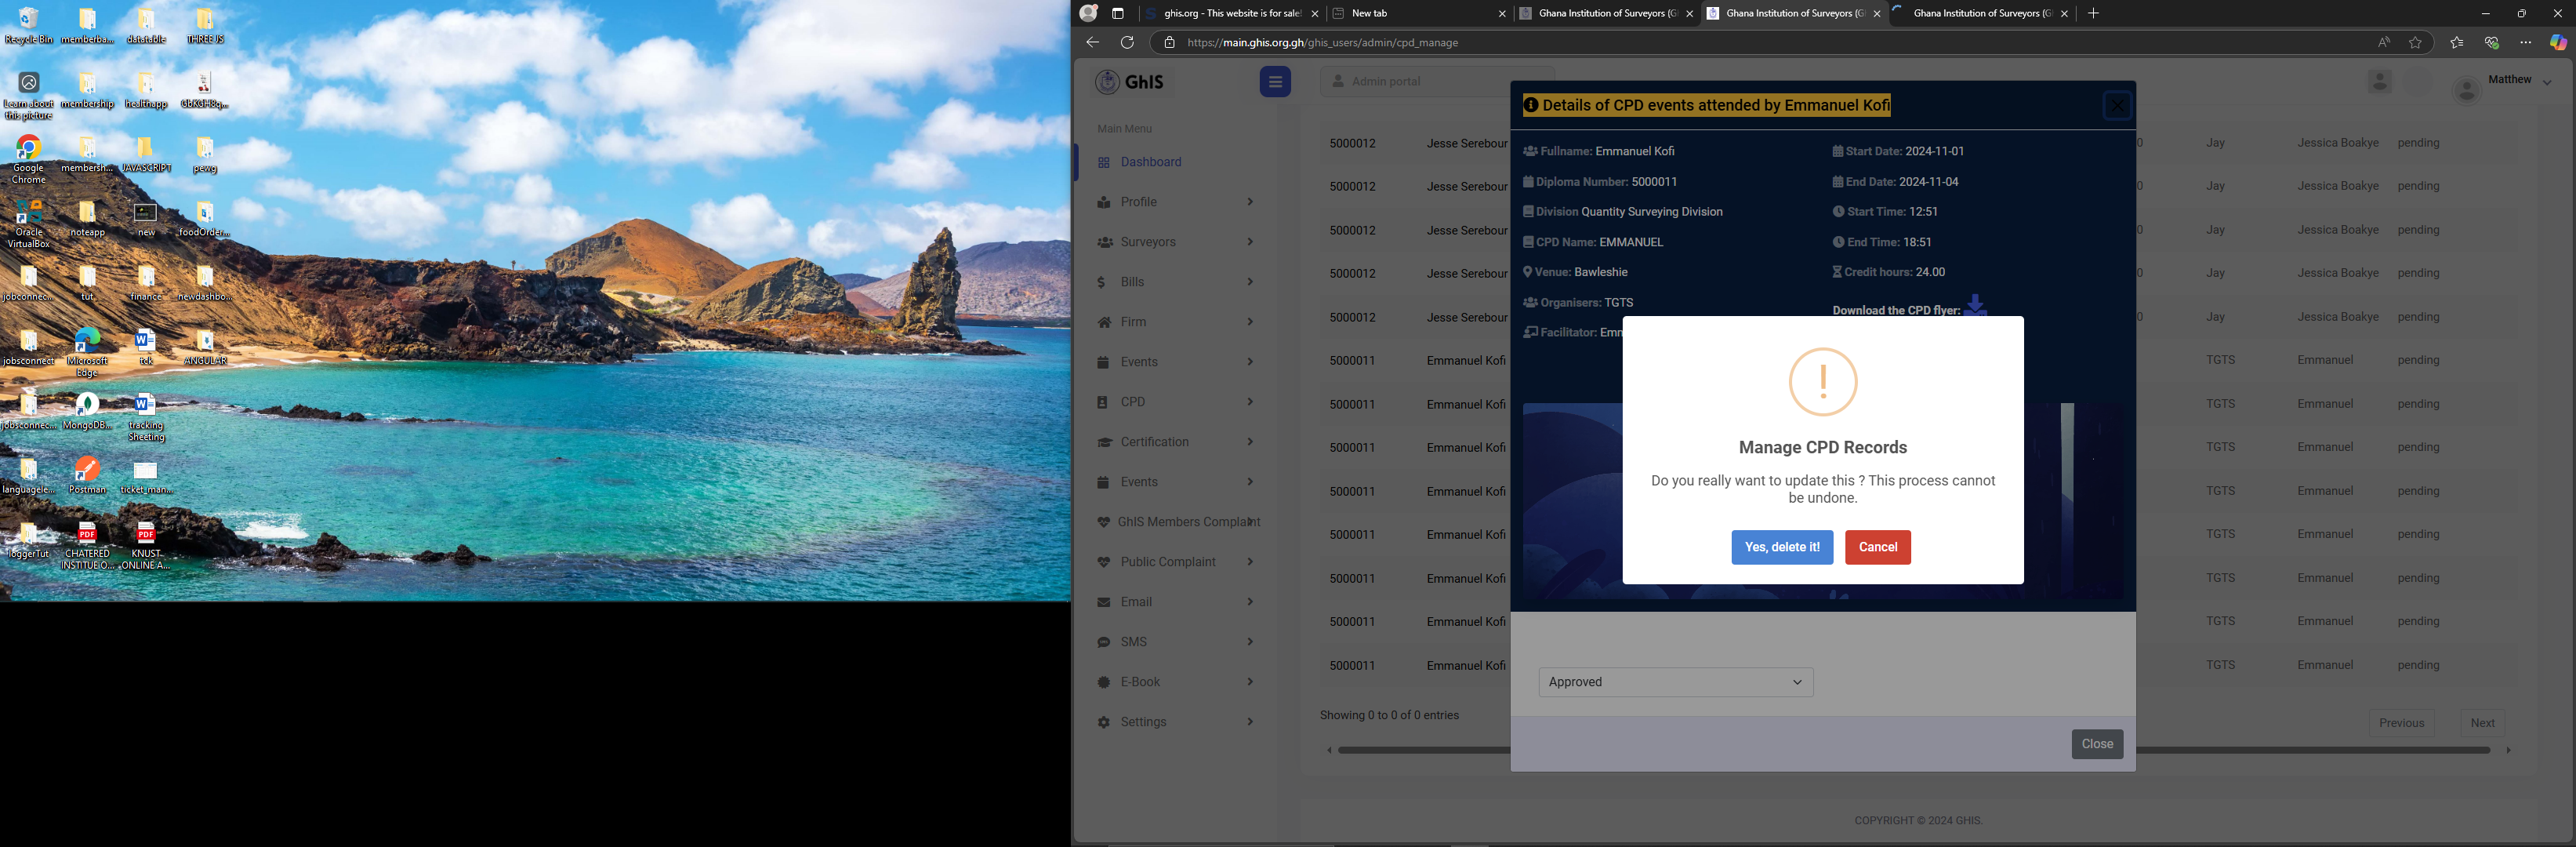 Recycle Bin
memberba...
datatable
THREEJS
Learn about
this picture
membership
healthapp
GbKGH8q...
Google
Chrome
membersh...
JAVASCRIPT
pewg
Oracle
VirtualBox
noteapp
new
foodOrder...
jobconnec...
tut
finance
newdashbo...
jobsconnect
Microsoft
Edge
tck
ANGULAR
jobsconnec...
MongoDB...
tracking
Sheeting
languagele...
Postman
ticket_man...
loggerTut
CHATERED
INSTITUE O...
KNUST
ONLINE A...
ghis.org - This website is for sale!
New tab
Ghana Institution of Surveyors (G
Ghana Institution of Surveyors (G
Ghana Institution of Surveyors (G
https://main.ghis.org.gh/ghis_users/admin/cpd_manage
GhIS
Admin portal
Matthew
Main Menu
Dashboard
Profile
Surveyors
Bills
Firm
Events
CPD
Certification
Events
GhIS Members Complaint
Public Complaint
Email
SMS
E-Book
Settings
5000012 Jesse Serebour 0 Jay Jessica Boakye pending
5000012 Jesse Serebour Jay Jessica Boakye pending
5000012 Jesse Serebour 0 Jay Jessica Boakye pending
5000012 Jesse Serebour 0 Jay Jessica Boakye pending
5000012 Jesse Serebour 0 Jay Jessica Boakye pending
5000011 Emmanuel Kofi TGTS Emmanuel pending
5000011 Emmanuel Kofi TGTS Emmanuel pending
5000011 Emmanuel Kofi TGTS Emmanuel pending
5000011 Emmanuel Kofi TGTS Emmanuel pending
5000011 Emmanuel Kofi TGTS Emmanuel pending
5000011 Emmanuel Kofi TGTS Emmanuel pending
5000011 Emmanuel Kofi TGTS Emmanuel pending
5000011 Emmanuel Kofi TGTS Emmanuel pending
Showing 0 to 0 of 0 entries
Previous
Next
COPYRIGHT © 2024 GHIS.
Details of CPD events attended by Emmanuel Kofi
Fullname: Emmanuel Kofi
Diploma Number: 5000011
Division Quantity Surveying Division
CPD Name: EMMANUEL
Venue: Bawleshie
Organisers: TGTS
Facilitator: Emn
Start Date: 2024-11-01
End Date: 2024-11-04
Start Time: 12:51
End Time: 18:51
Credit hours: 24.00
Download the CPD flyer:
Manage CPD Records
Do you really want to update this ? This process cannot
be undone.
Yes, delete it!
Cancel
Approved
Close